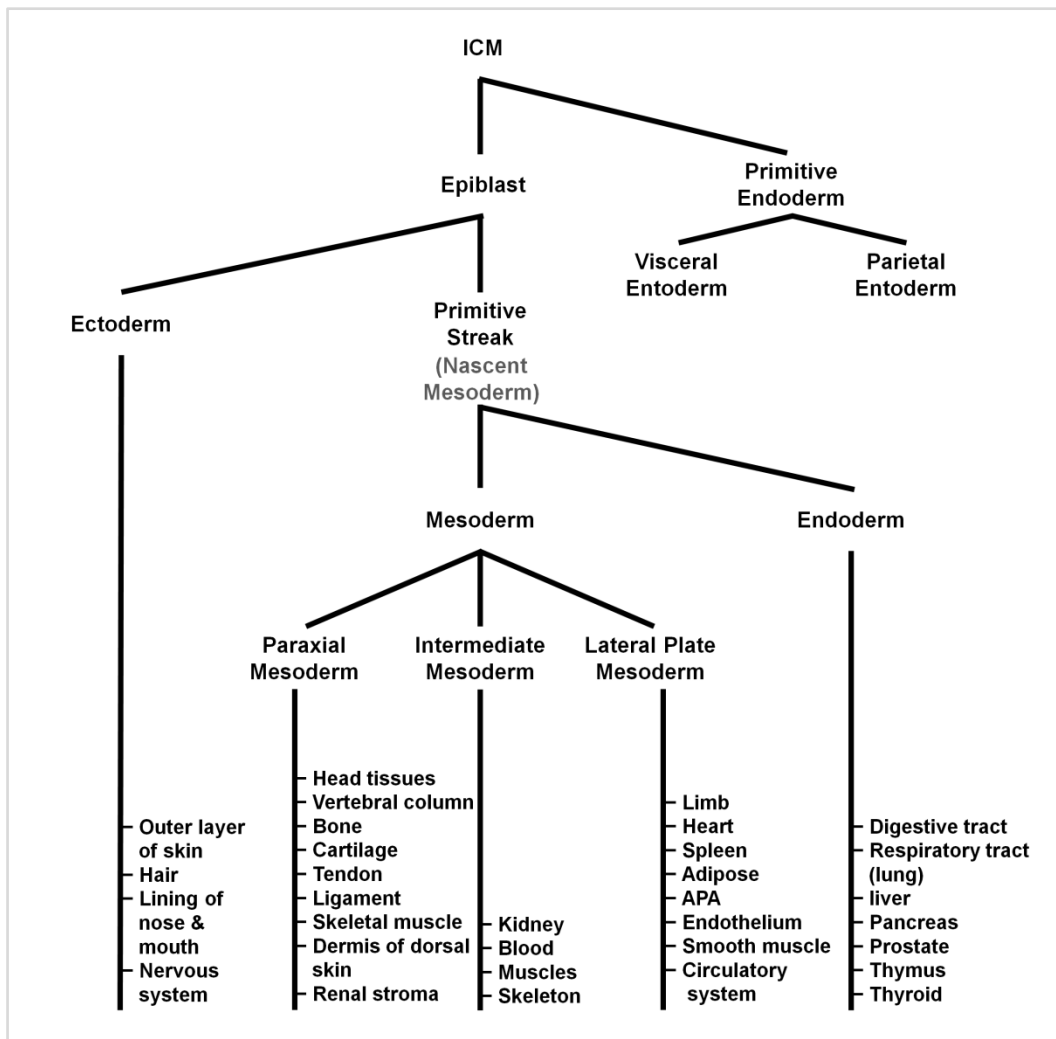 ICM
Epiblast
Primitive
Endoderm
Visceral
Entoderm
Parietal
Entoderm
Ectoderm
Primitive
Streak
(Nascent
Mesoderm)
Mesoderm
Endoderm
Paraxial
Mesoderm
Intermediate
Mesoderm
Lateral Plate
Mesoderm
Outer layer
of skin
Hair
Lining of
nose &
mouth
Nervous
system
Head tissues
Vertebral column
Bone
Cartilage
Tendon
Ligament
Skeletal muscle
Dermis of dorsal
skin
Renal stroma
Kidney
Blood
Muscles
Skeleton
Limb
Heart
Spleen
Adipose
APA
Endothelium
Smooth muscle
Circulatory
system
Digestive tract
Respiratory tract
(lung)
liver
Pancreas
Prostate
Thymus
Thyroid